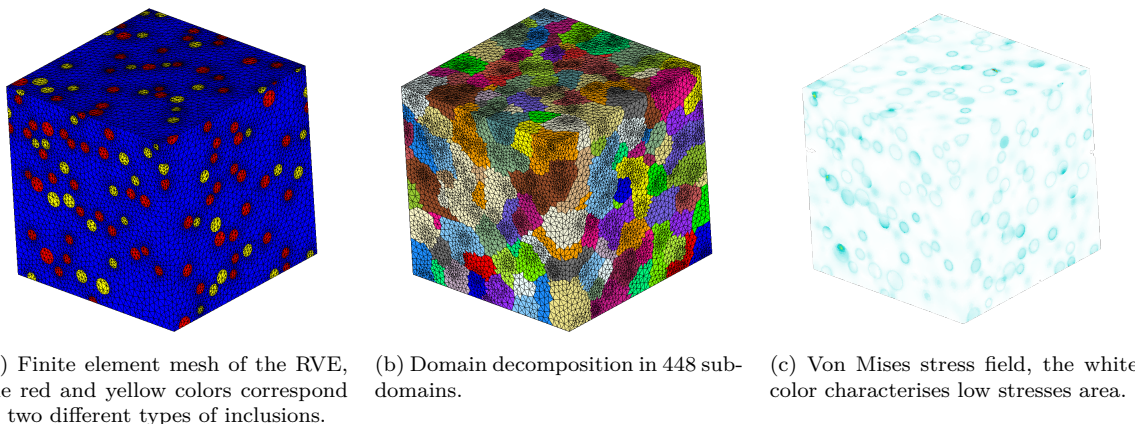 ) Finite element mesh of the RVE,
e red and yellow colors correspond
two different types of inclusions.
(b) Domain decomposition in 448 sub-
domains.
(c) Von Mises stress field, the white
color characterises low stresses area.